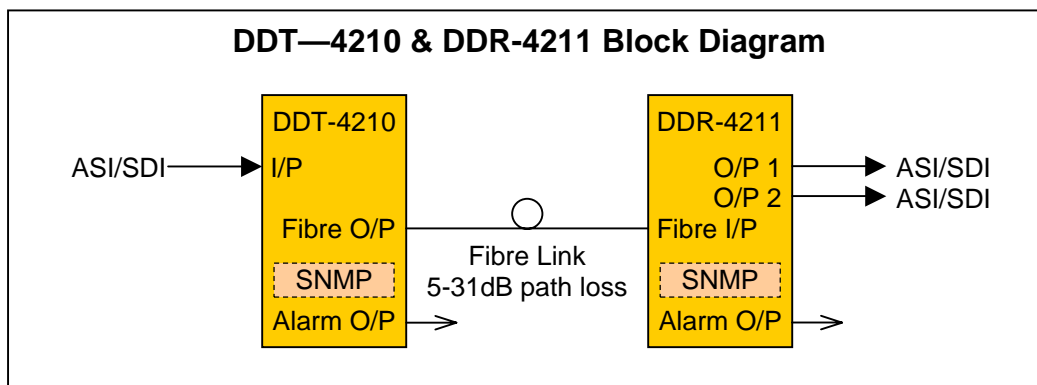 DDT—4210 & DDR-4211 Block Diagram
DDT-4210
ASI/SDI
I/P
Fibre O/P
SNMP
Alarm O/P
Fibre Link
5-31dB path loss
DDR-4211
O/P 1
ASI/SDI
O/P 2
ASI/SDI
Fibre I/P
SNMP
Alarm O/P